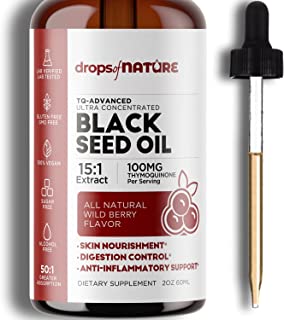 drops of NATURE
TQ-ADVANCED
ULTRA CONCENTRATED
BLACK
SEED OIL
15:1
Extract
100MG
THYMOQUINONE
Per Serving
ALL NATURAL
WILD BERRY
FLAVOR
• SKIN NOURISHMENT*
• DIGESTION CONTROL*
• ANTI-INFLAMMATORY SUPPORT*
DIETARY SUPPLEMENT 2OZ 60ML
LAB VERIFIED
LAB TESTED
GLUTEN-FREE
GMO FREE
100% VEGAN
SUGAR
FREE
ALCOHOL
FREE
50:1
GREATER
ABSORPTION